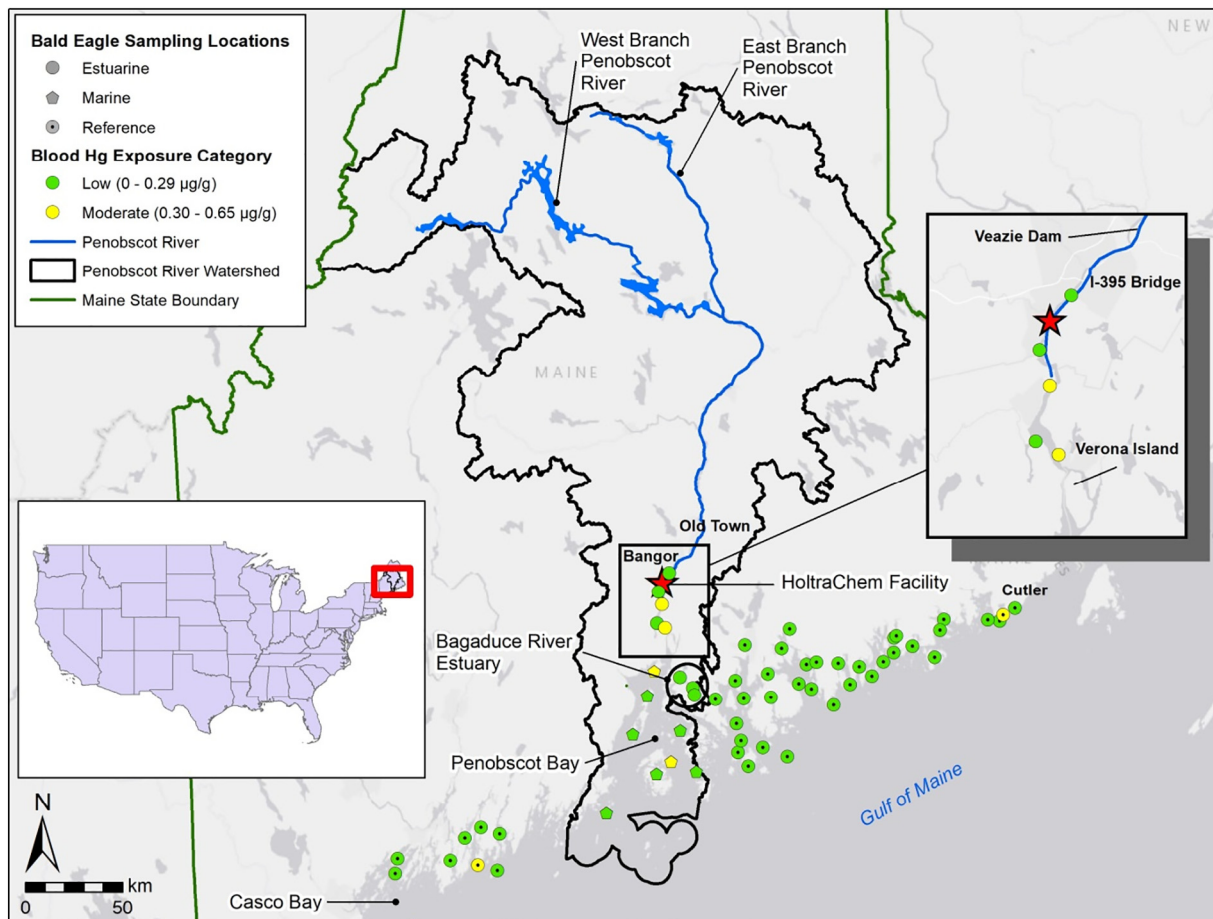 Bald Eagle Sampling Locations
Estuarine
Marine
Reference
Blood Hg Exposure Category
Low (0 - 0.29 µg/g)
Moderate (0.30 - 0.65 µg/g)
Penobscot River
Penobscot River Watershed
Maine State Boundary
West Branch
Penobscot
River
East Branch
Penobscot
River
NEW
MAINE
Veazie Dam
I-395 Bridge
Verona Island
Old Town
Bangor
HoltraChem Facility
Cutler
Bagaduce River
Estuary
Penobscot Bay
Gulf of Maine
Casco Bay
N
km
0 50